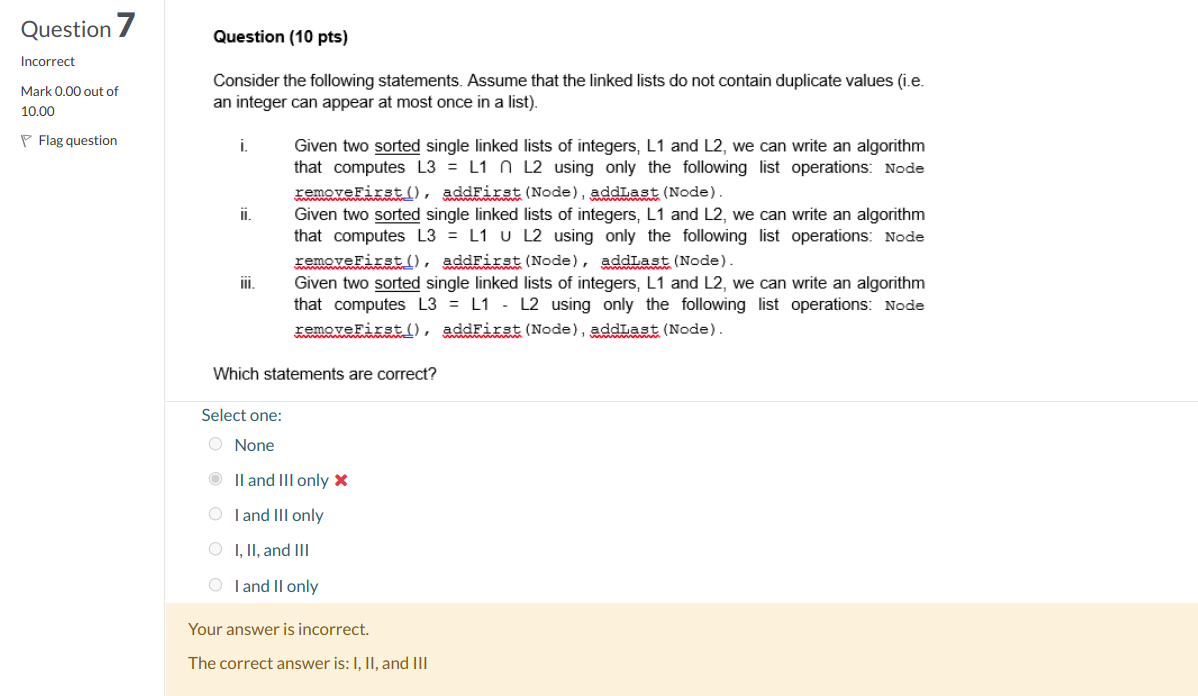 Question 7
Incorrect
Mark 0.00 out of
10.00
Flag question
Question (10 pts)
Consider the following statements. Assume that the linked lists do not contain duplicate values (i.e.
an integer can appear at most once in a list).
i. Given two sorted single linked lists of integers, L1 and L2, we can write an algorithm
that computes L3 = L1 ∩ L2 using only the following list operations: Node
removeFirst(), addFirst(Node), addLast(Node).
ii. Given two sorted single linked lists of integers, L1 and L2, we can write an algorithm
that computes L3 = L1 ∪ L2 using only the following list operations: Node
removeFirst(), addFirst(Node), addLast(Node).
iii. Given two sorted single linked lists of integers, L1 and L2, we can write an algorithm
that computes L3 = L1 - L2 using only the following list operations: Node
removeFirst(), addFirst(Node), addLast(Node).
Which statements are correct?
Select one:
None
II and III only
I and III only
I, II, and III
I and II only
Your answer is incorrect.
The correct answer is: I, II, and III